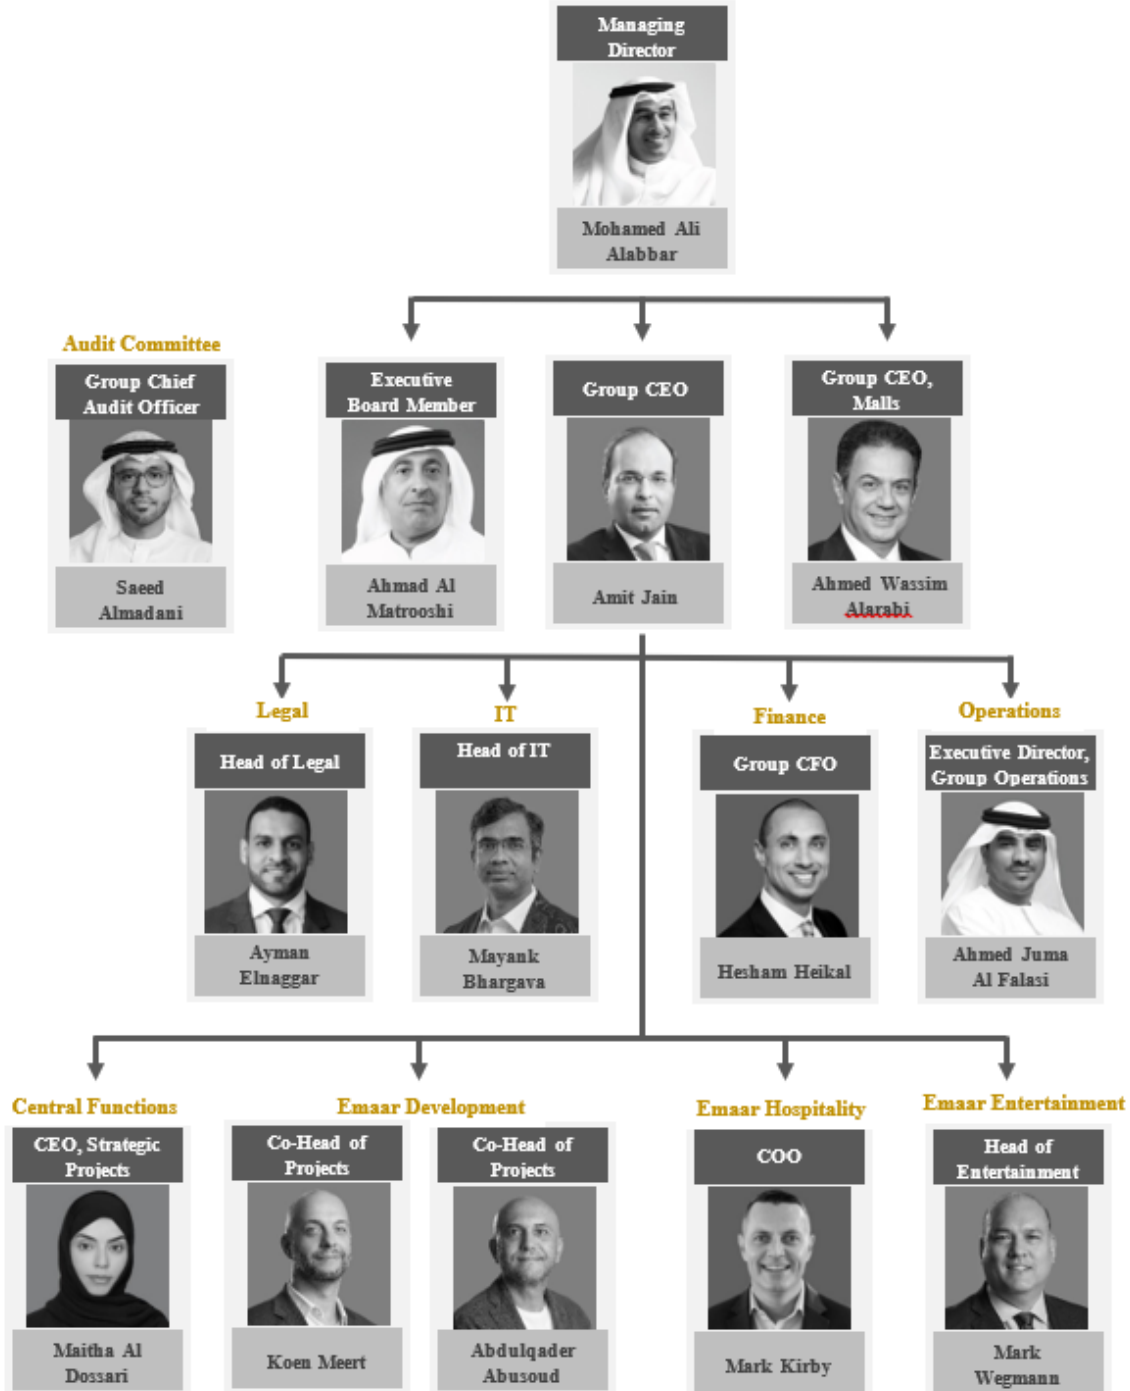 Managing
Director
Mohamed Ali
Alabbar
Audit Committee
Group Chief
Audit Officer
Saeed
Almadani
Executive
Board Member
Ahmad Al
Matrooshi
Group CEO
Amit Jain
Group CEO,
Malls
Ahmed Wassim
Alarabi
Legal
Head of Legal
Ayman
Elnaggar
IT
Head of IT
Mayank
Bhargava
Finance
Group CFO
Hesham Heikal
Operations
Executive Director,
Group Operations
Ahmed Juma
Al Falasi
Central Functions
CEO, Strategic
Projects
Maitha Al
Dossari
Emaar Development
Co-Head of
Projects
Koen Meert
Co-Head of
Projects
Abdulqader
Abusoud
Emaar Hospitality
COO
Mark Kirby
Emaar Entertainment
Head of
Entertainment
Mark
Wegmann